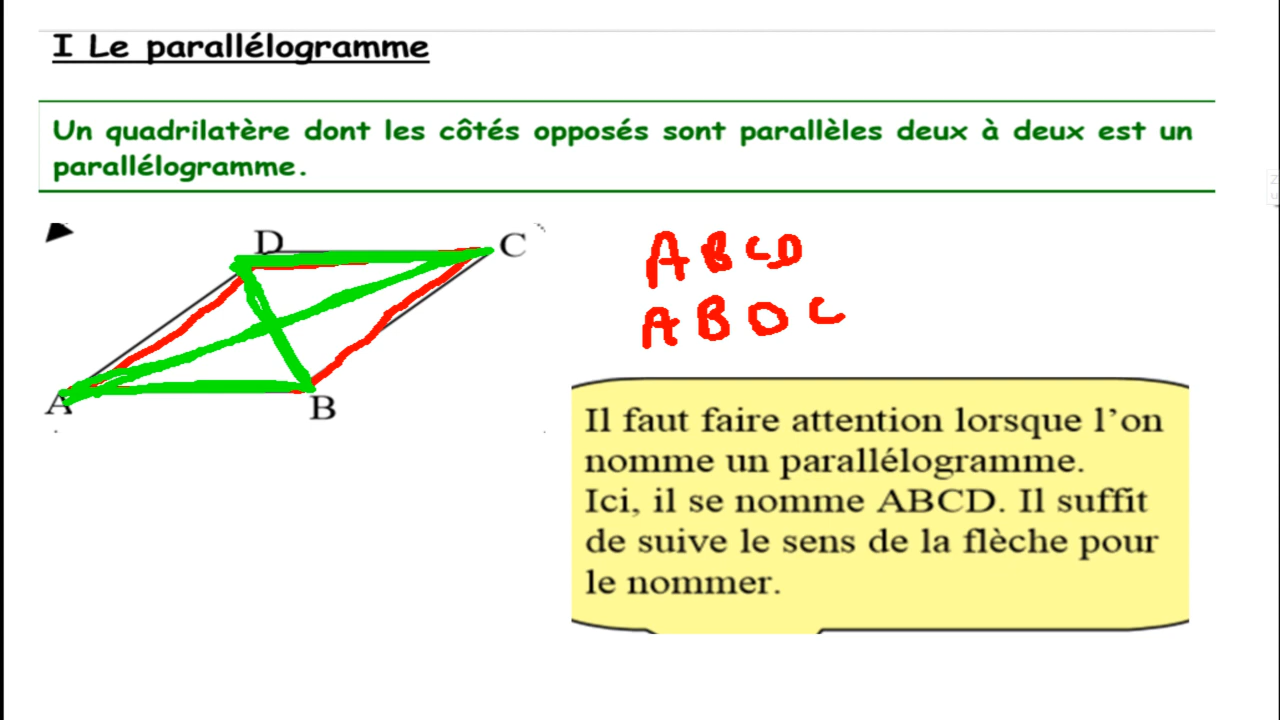 I Le parallélogramme
Un quadrilatère dont les côtés opposés sont parallèles deux à deux est un
parallélogramme.
D
C
A
B
ABCD
ABDC
Il faut faire attention lorsque l'on
nomme un parallélogramme.
Ici, il se nomme ABCD. Il suffit
de suive le sens de la flèche pour
le nommer.